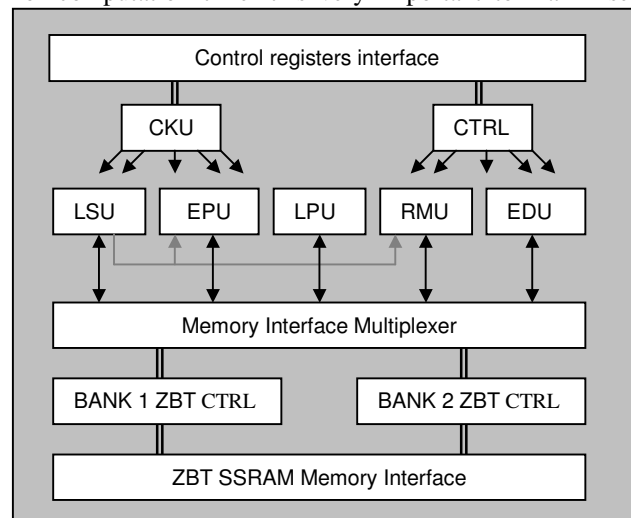 Control registers interface
CKU CTRL
LSU EPU LPU RMU EDU
Memory Interface Multiplexer
BANK 1 ZBT CTRL BANK 2 ZBT CTRL
ZBT SSRAM Memory Interface